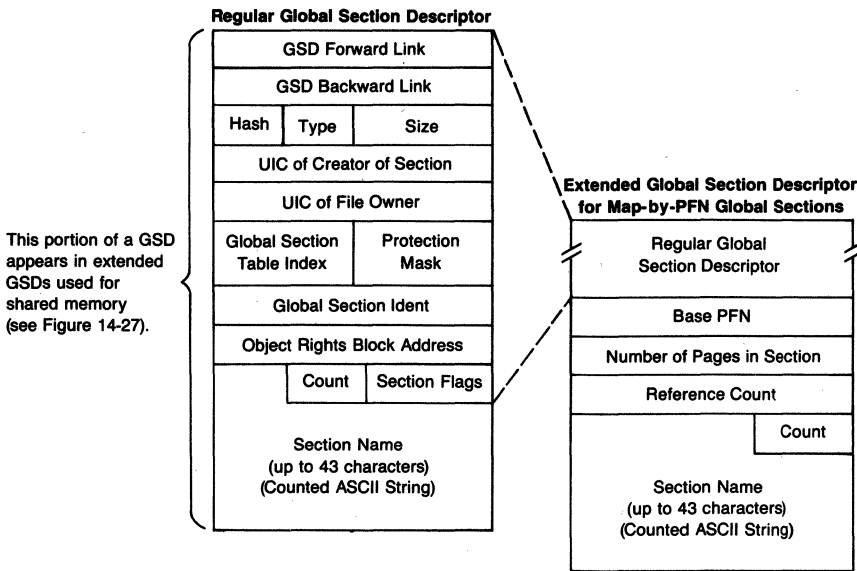 Regular Global Section Descriptor
GSD Forward Link
GSD Backward Link
Hash Type Size
UIC of Creator of Section
UIC of File Owner
Global Section
Table Index
Protection
Mask
Global Section Ident
Object Rights Block Address
Count Section Flags
Section Name
(up to 43 characters)
(Counted ASCII String)
This portion of a GSD
appears in extended
GSDs used for
shared memory
(see Figure 14-27).
Extended Global Section Descriptor
for Map-by-PFN Global Sections
Regular Global
Section Descriptor
Base PFN
Number of Pages in Section
Reference Count
Count
Section Name
(up to 43 characters)
(Counted ASCII String)